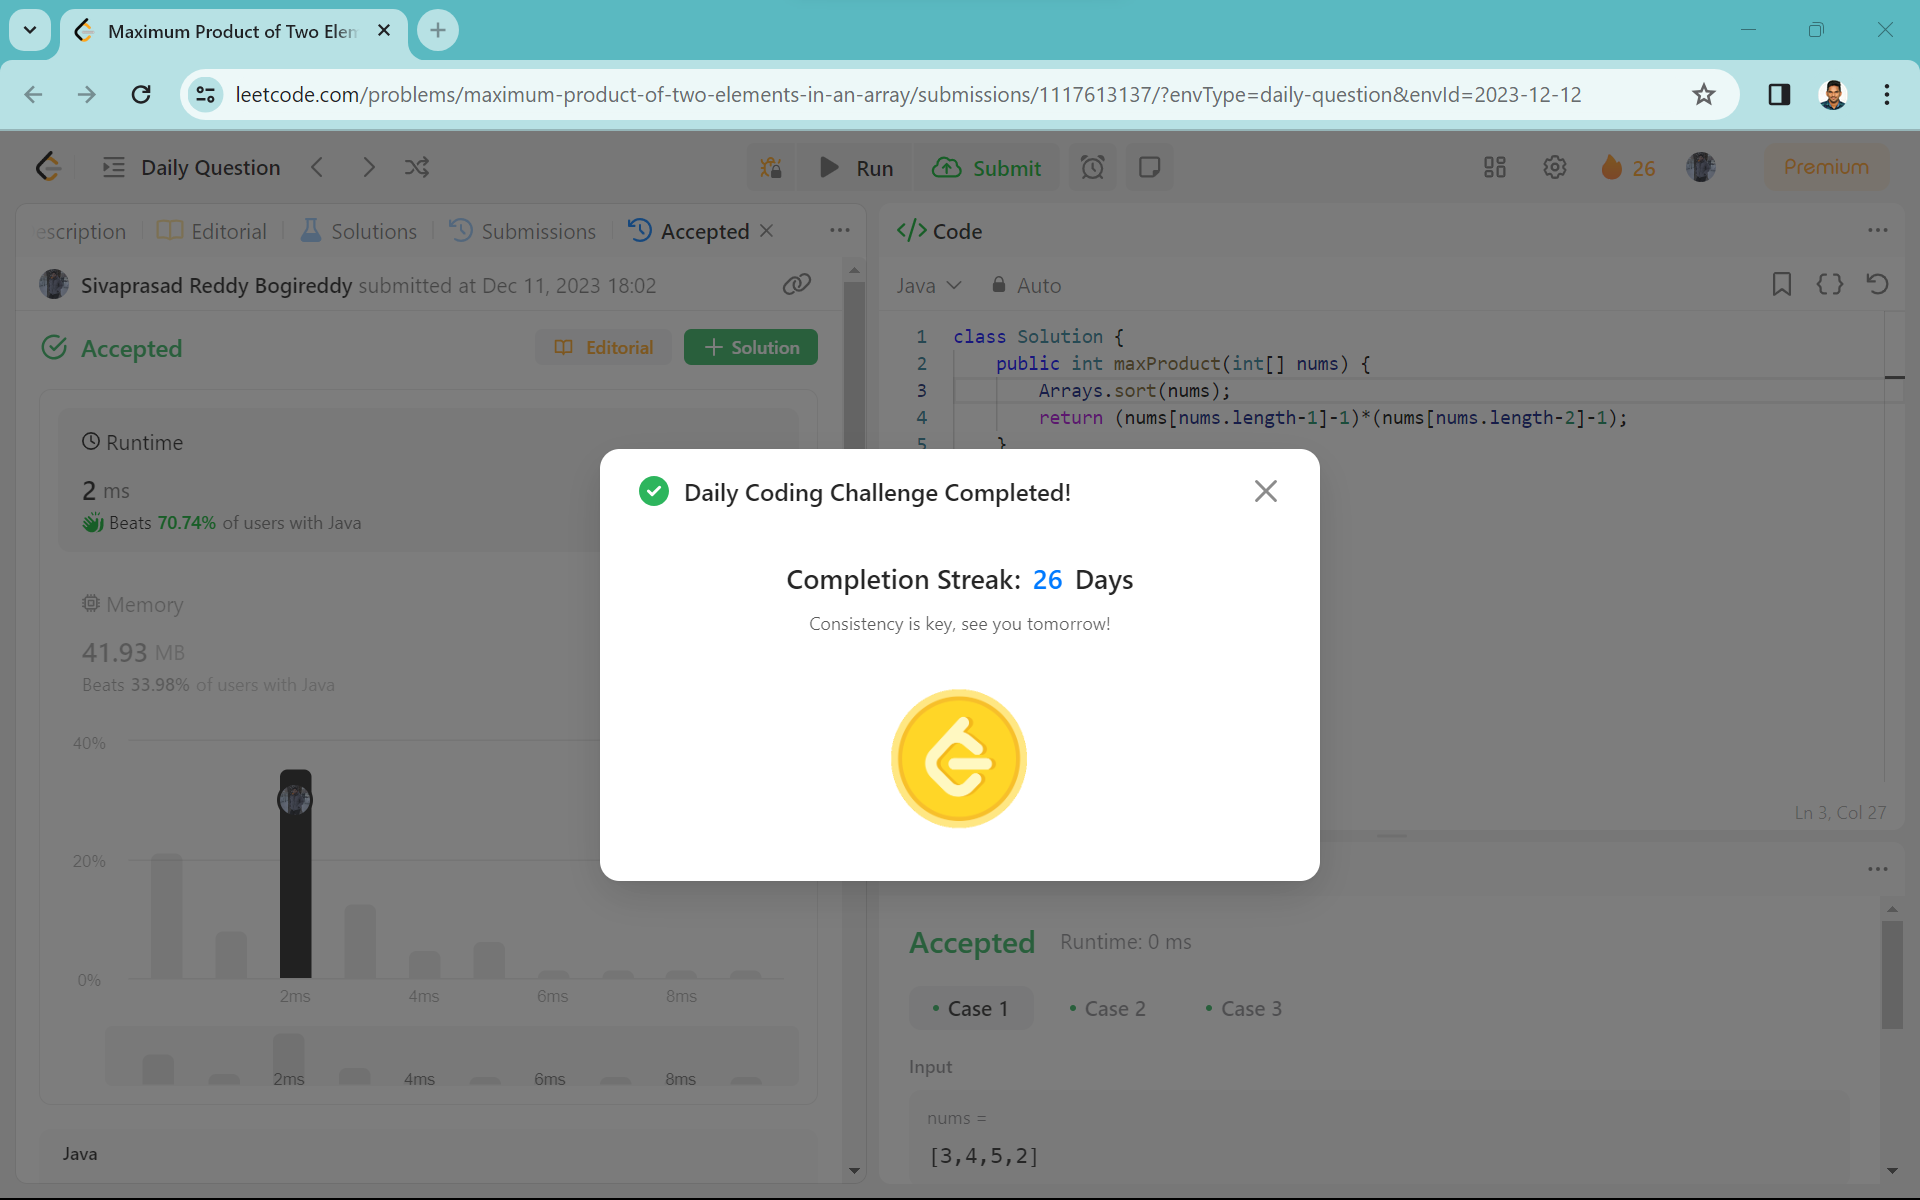 Maximum Product of Two Elem
leetcode.com/problems/maximum-product-of-two-elements-in-an-array/submissions/1117613137/?envType=daily-question&envId=2023-12-12
Daily Question
Run
Submit
26
Premium
escription
Editorial
Solutions
Submissions
Accepted
Code
Sivaprasad Reddy Bogireddy submitted at Dec 11, 2023 18:02
Java
Auto
Accepted
Editorial
Solution
1 class Solution {
2 public int maxProduct(int[] nums) {
3 Arrays.sort(nums);
4 return (nums[nums.length-1]-1)*(nums[nums.length-2]-1);
5 }
Runtime
2 ms
Beats 70.74% of users with Java
Memory
41.93 MB
Beats 33.98% of users with Java
40%
20%
0%
2ms 4ms 6ms 8ms
2ms 4ms 6ms 8ms
Java
Daily Coding Challenge Completed!
Completion Streak: 26 Days
Consistency is key, see you tomorrow!
Ln 3, Col 27
Accepted Runtime: 0 ms
• Case 1 • Case 2 • Case 3
Input
nums =
[3,4,5,2]